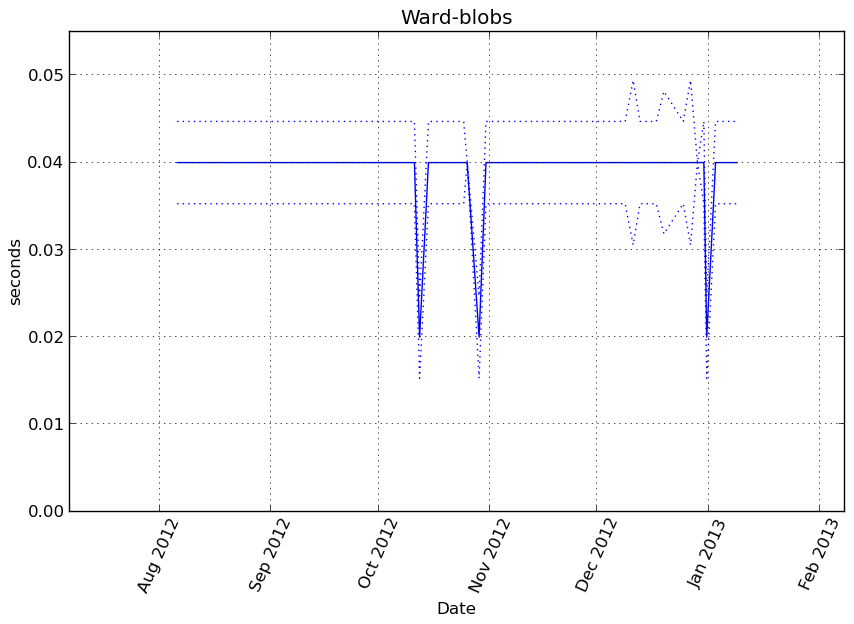 Ward-blobs
0.05
0.04
0.03
0.02
0.01
0.00
seconds
Aug 2012
Sep 2012
Oct 2012
Nov 2012
Dec 2012
Jan 2013
Feb 2013
Date